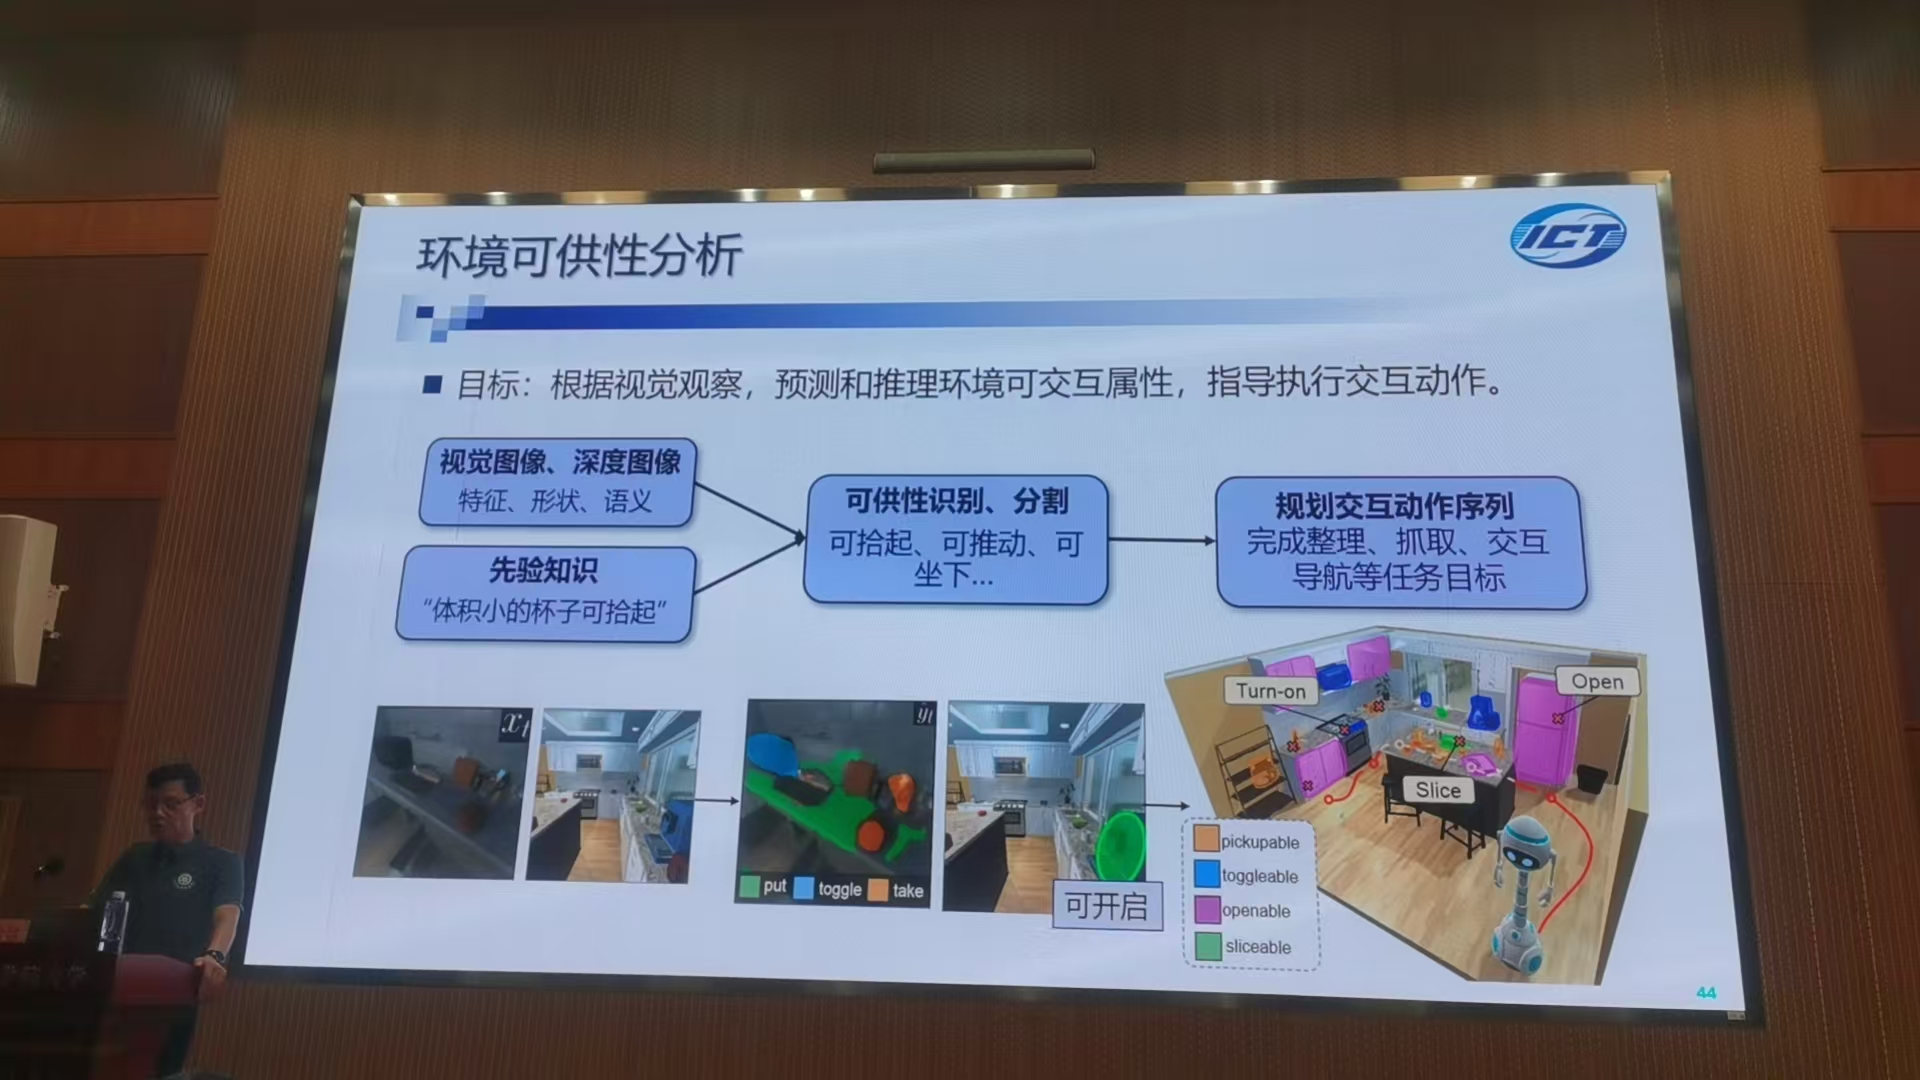 环境可供性分析
ICT
目标：根据视觉观察，预测和推理环境可交互属性，指导执行交互动作。
视觉图像、深度图像
特征、形状、语义
先验知识
“体积小的杯子可拾起”
可供性识别、分割
可拾起、可推动、可
坐下...
规划交互动作序列
完成整理、抓取、交互
导航等任务目标
xt
ŷt
put toggle take
可开启
Turn-on
Open
Slice
pickupable
toggleable
openable
sliceable
44